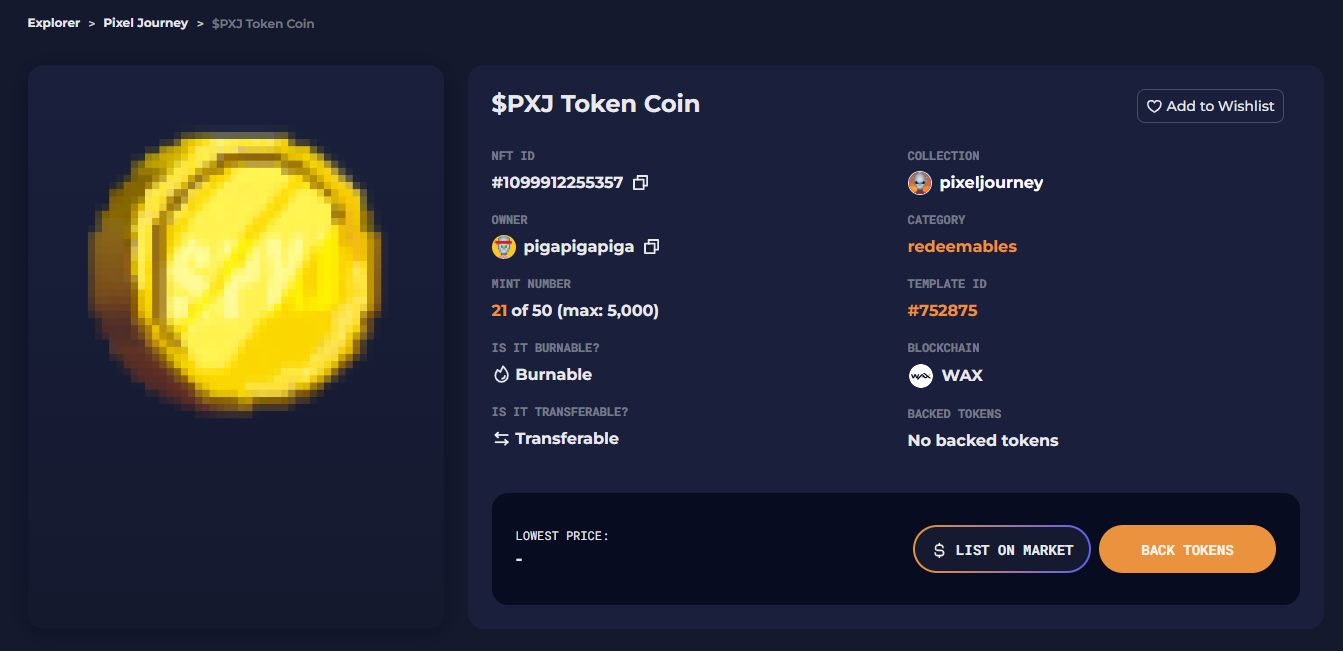 Explorer > Pixel Journey > $PXJ Token Coin
$PXJ Token Coin
Add to Wishlist
NFT ID
#1099912255357
COLLECTION
pixeljourney
OWNER
pigapigapiga
CATEGORY
redeemables
MINT NUMBER
21 of 50 (max: 5,000)
TEMPLATE ID
#752875
IS IT BURNABLE?
Burnable
BLOCKCHAIN
WAX
IS IT TRANSFERABLE?
Transferable
BACKED TOKENS
No backed tokens
LOWEST PRICE:
-
$ LIST ON MARKET
BACK TOKENS